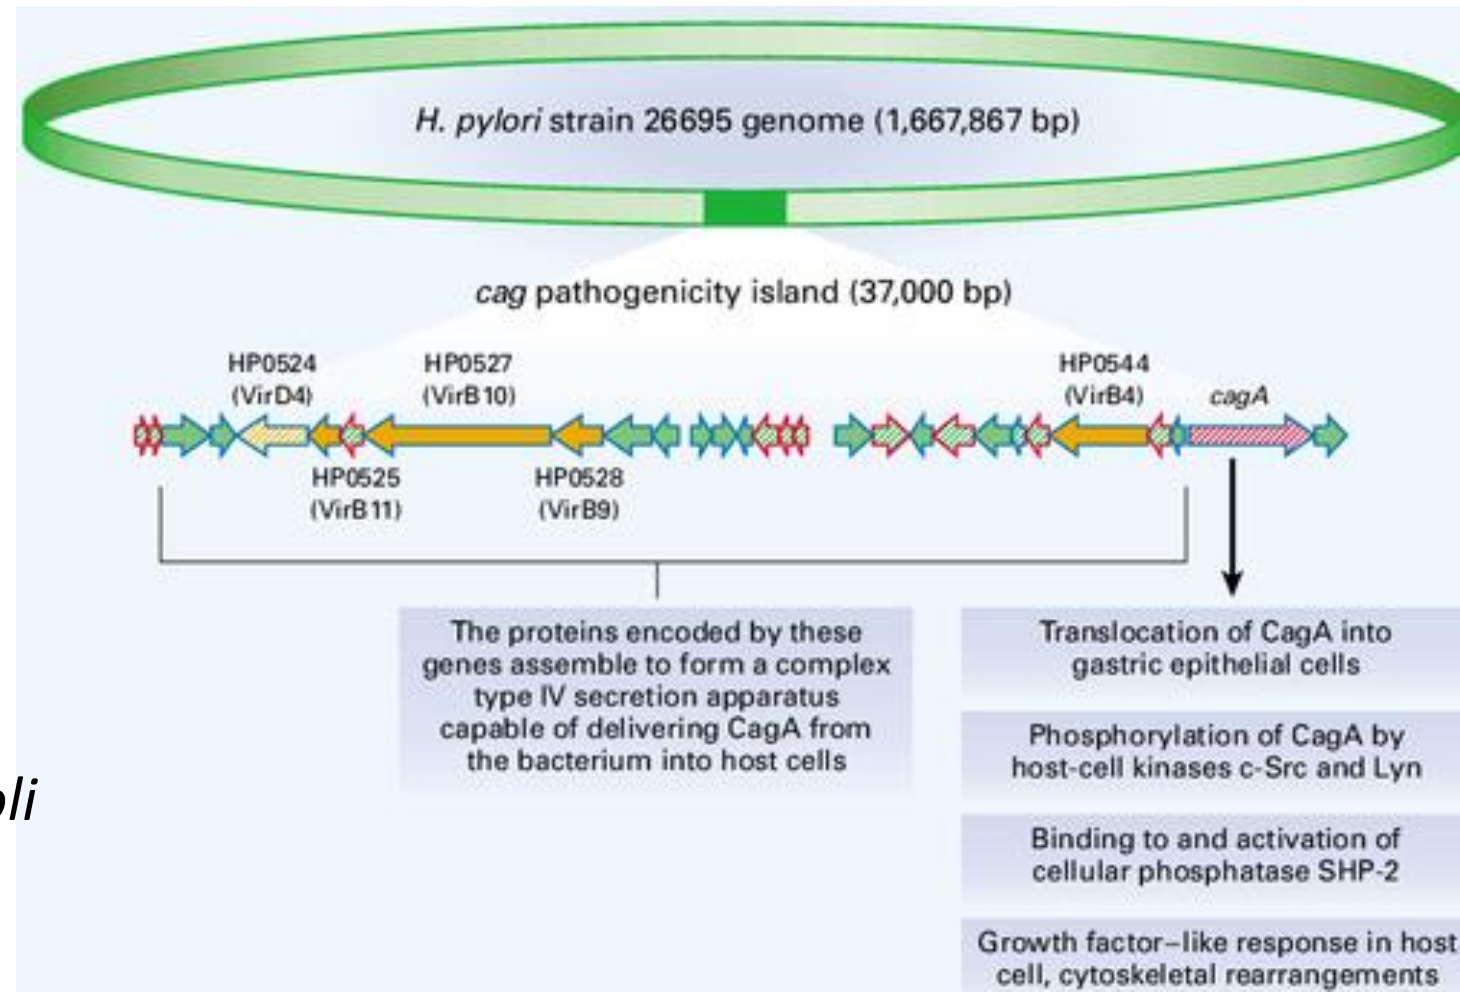 H. pylori strain 26695 genome (1,667,867 bp)
cag pathogenicity island (37,000 bp)
HP0524
(VirD4)
HP0527
(VirB10)
HP0544
(VirB4)
cagA
HP0525
(VirB11)
HP0528
(VirB9)
The proteins encoded by these
genes assemble to form a complex
type IV secretion apparatus
capable of delivering CagA from
the bacterium into host cells
Translocation of CagA into
gastric epithelial cells
Phosphorylation of CagA by
host-cell kinases c-Src and Lyn
Binding to and activation of
cellular phosphatase SHP-2
Growth factor–like response in host
cell, cytoskeletal rearrangements